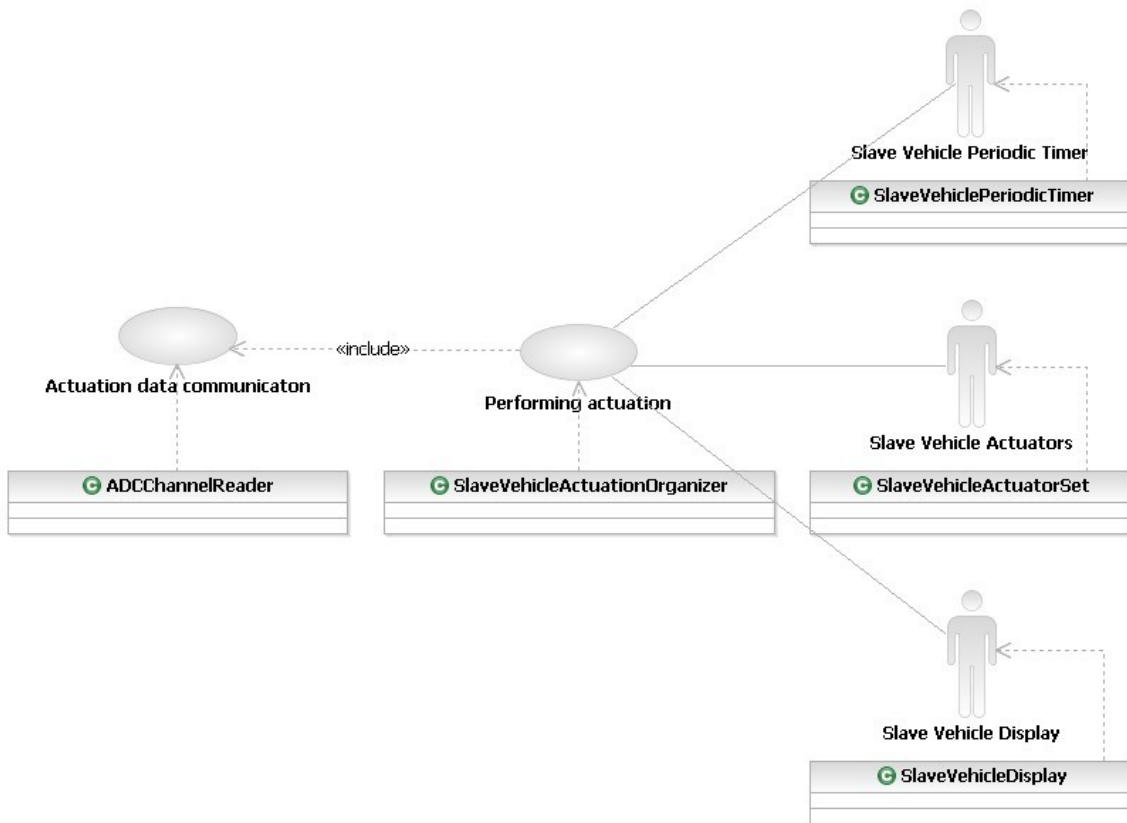 Slave Vehicle Periodic Timer
C SlaveVehiclePeriodicTimer
«include»
Actuation data communicaton
Performing actuation
Slave Vehicle Actuators
C ADCChannelReader
C SlaveVehicleActuationOrganizer
C SlaveVehicleActuatorSet
Slave Vehicle Display
C SlaveVehicleDisplay